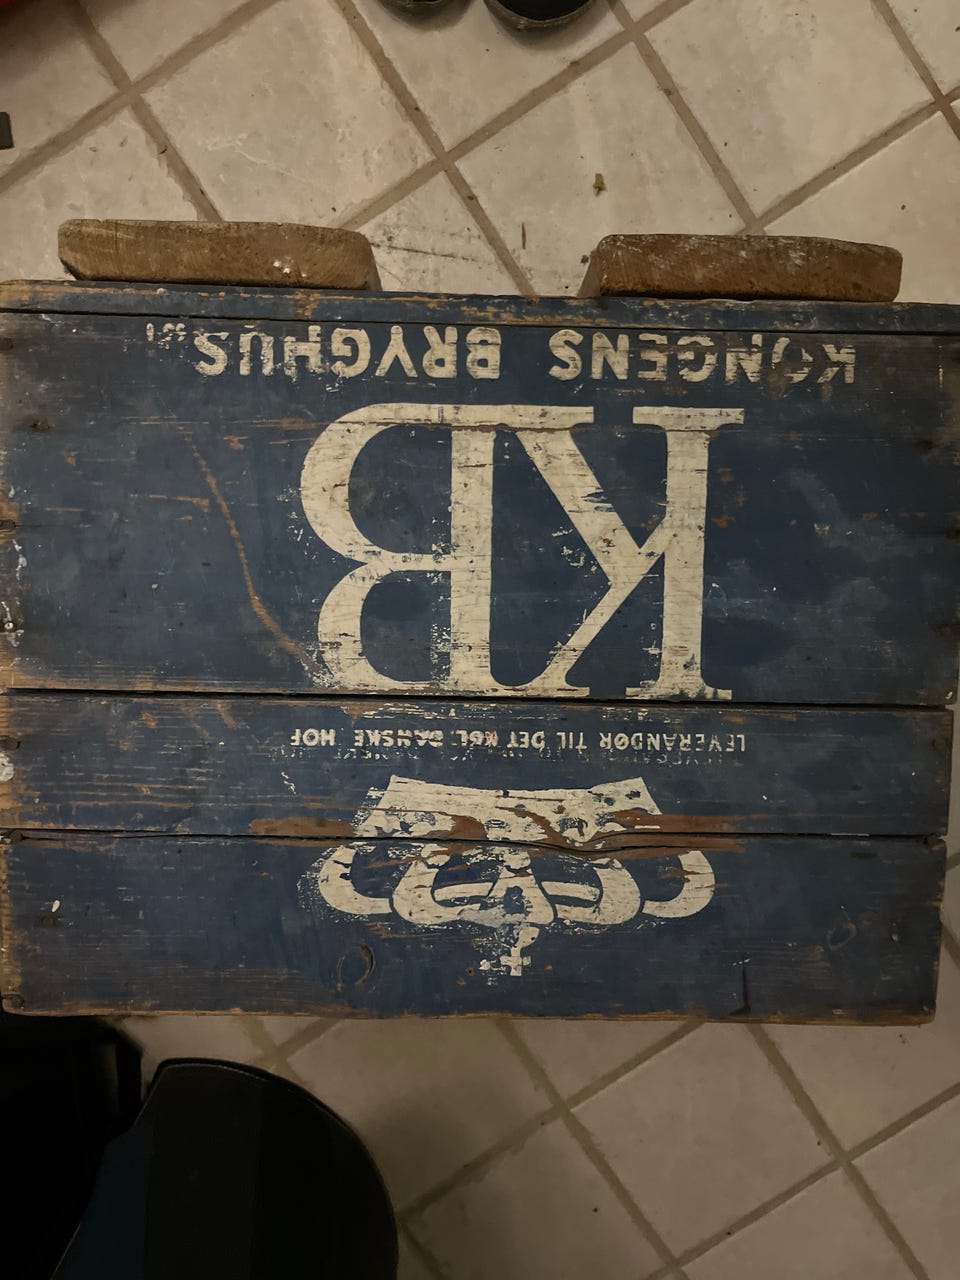 LEVERANDØR TIL DET KGL. DANSKE HOF
KB
KONGENS BRYGHUS